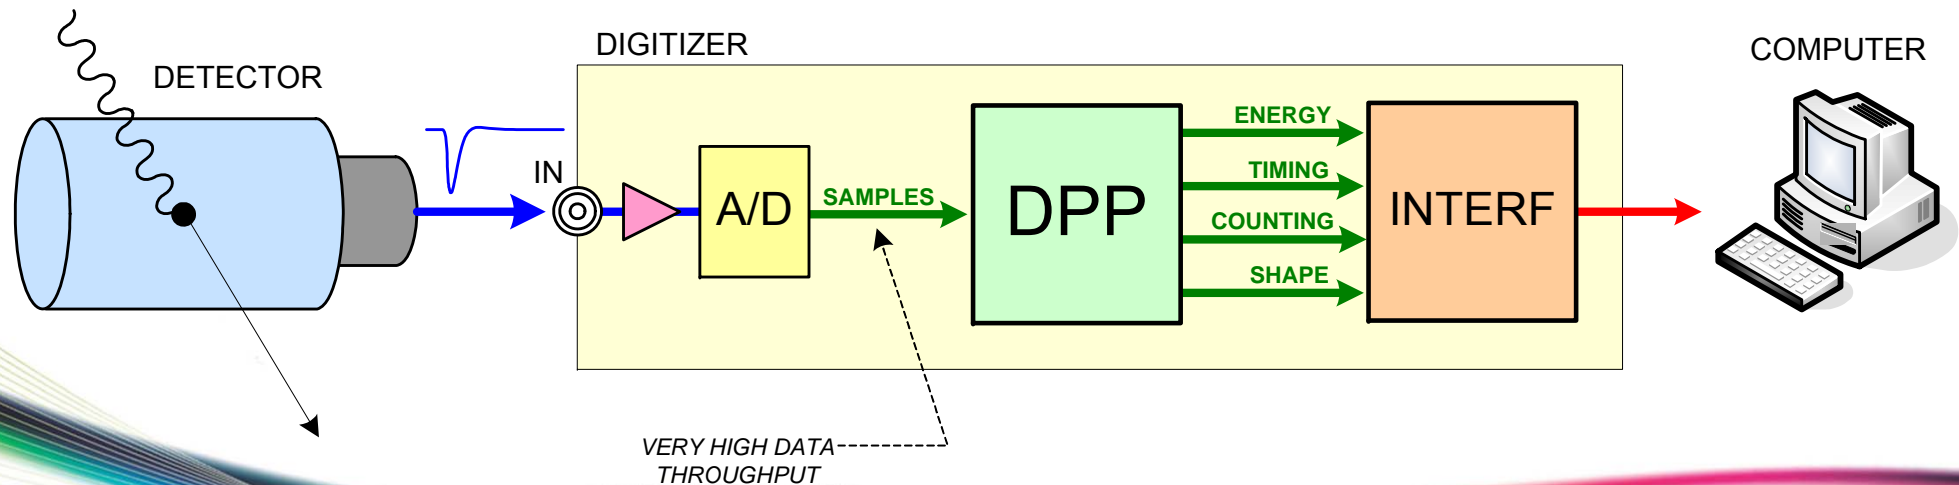 DETECTOR
DIGITIZER
COMPUTER
IN
A/D
SAMPLES
DPP
ENERGY
TIMING
COUNTING
SHAPE
INTERF
VERY HIGH DATA
THROUGHPUT